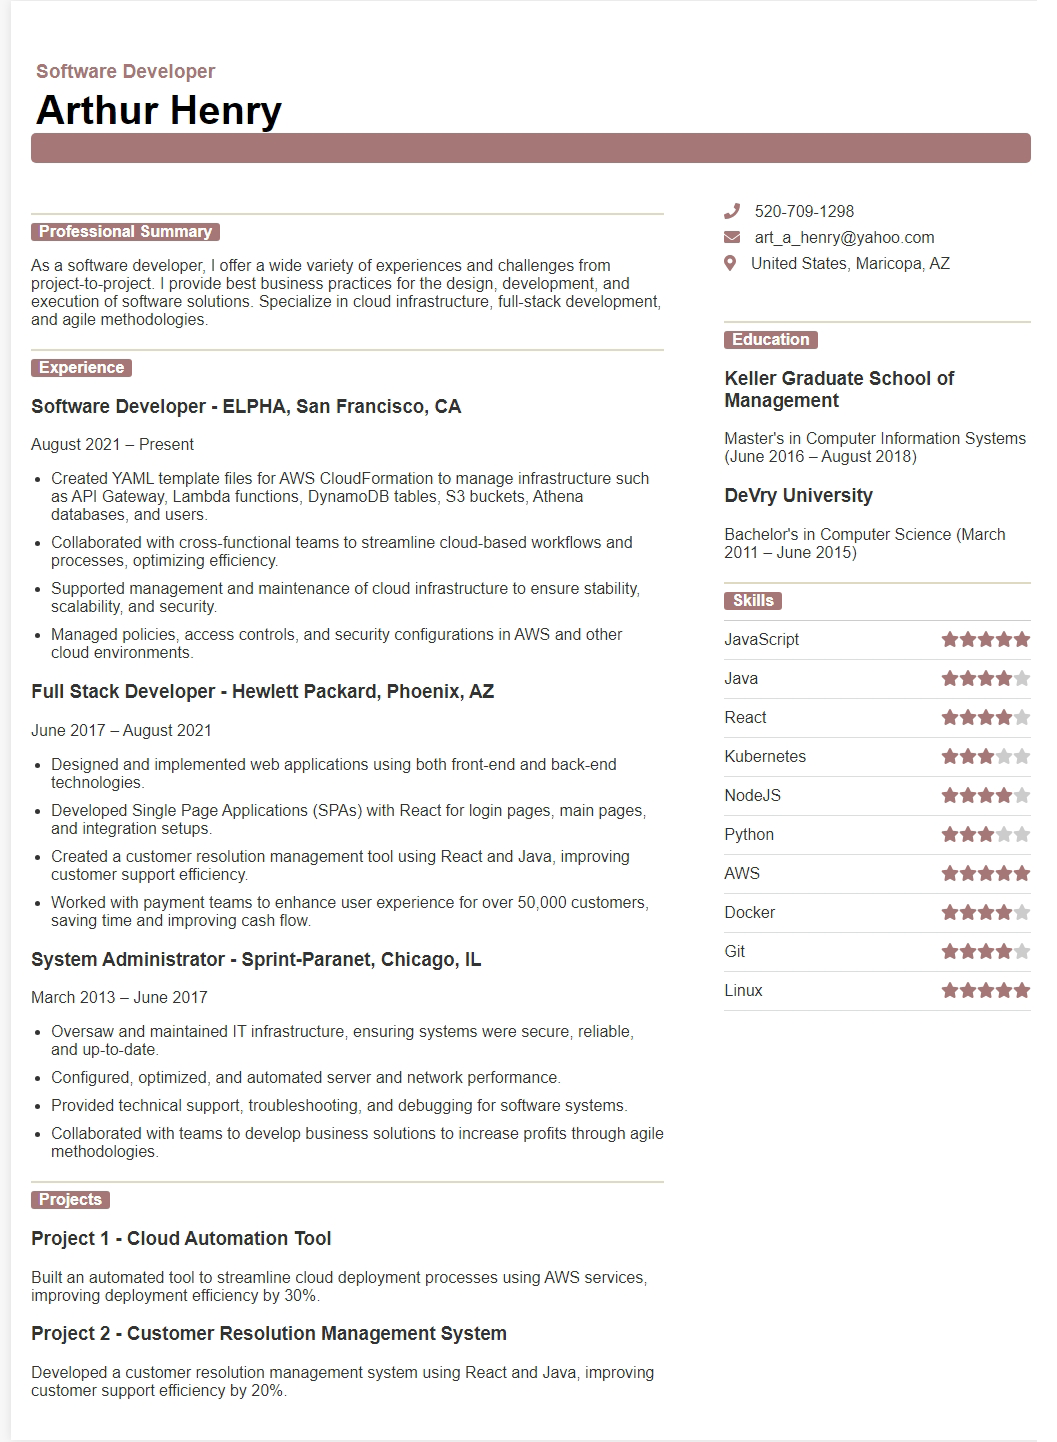 Software Developer
Arthur Henry
Professional Summary
As a software developer, I offer a wide variety of experiences and challenges from
project-to-project. I provide best business practices for the design, development, and
execution of software solutions. Specialize in cloud infrastructure, full-stack development,
and agile methodologies.
Experience
Software Developer - ELPHA, San Francisco, CA
August 2021 – Present
• Created YAML template files for AWS CloudFormation to manage infrastructure such
as API Gateway, Lambda functions, DynamoDB tables, S3 buckets, Athena
databases, and users.
• Collaborated with cross-functional teams to streamline cloud-based workflows and
processes, optimizing efficiency.
• Supported management and maintenance of cloud infrastructure to ensure stability,
scalability, and security.
• Managed policies, access controls, and security configurations in AWS and other
cloud environments.
Full Stack Developer - Hewlett Packard, Phoenix, AZ
June 2017 – August 2021
• Designed and implemented web applications using both front-end and back-end
technologies.
• Developed Single Page Applications (SPAs) with React for login pages, main pages,
and integration setups.
• Created a customer resolution management tool using React and Java, improving
customer support efficiency.
• Worked with payment teams to enhance user experience for over 50,000 customers,
saving time and improving cash flow.
System Administrator - Sprint-Paranet, Chicago, IL
March 2013 – June 2017
• Oversaw and maintained IT infrastructure, ensuring systems were secure, reliable,
and up-to-date.
• Configured, optimized, and automated server and network performance.
• Provided technical support, troubleshooting, and debugging for software systems.
• Collaborated with teams to develop business solutions to increase profits through agile
methodologies.
Projects
Project 1 - Cloud Automation Tool
Built an automated tool to streamline cloud deployment processes using AWS services,
improving deployment efficiency by 30%.
Project 2 - Customer Resolution Management System
Developed a customer resolution management system using React and Java, improving
customer support efficiency by 20%.
520-709-1298
art_a_henry@yahoo.com
United States, Maricopa, AZ
Education
Keller Graduate School of
Management
Master's in Computer Information Systems
(June 2016 – August 2018)
DeVry University
Bachelor's in Computer Science (March
2011 – June 2015)
Skills
JavaScript
Java
React
Kubernetes
NodeJS
Python
AWS
Docker
Git
Linux